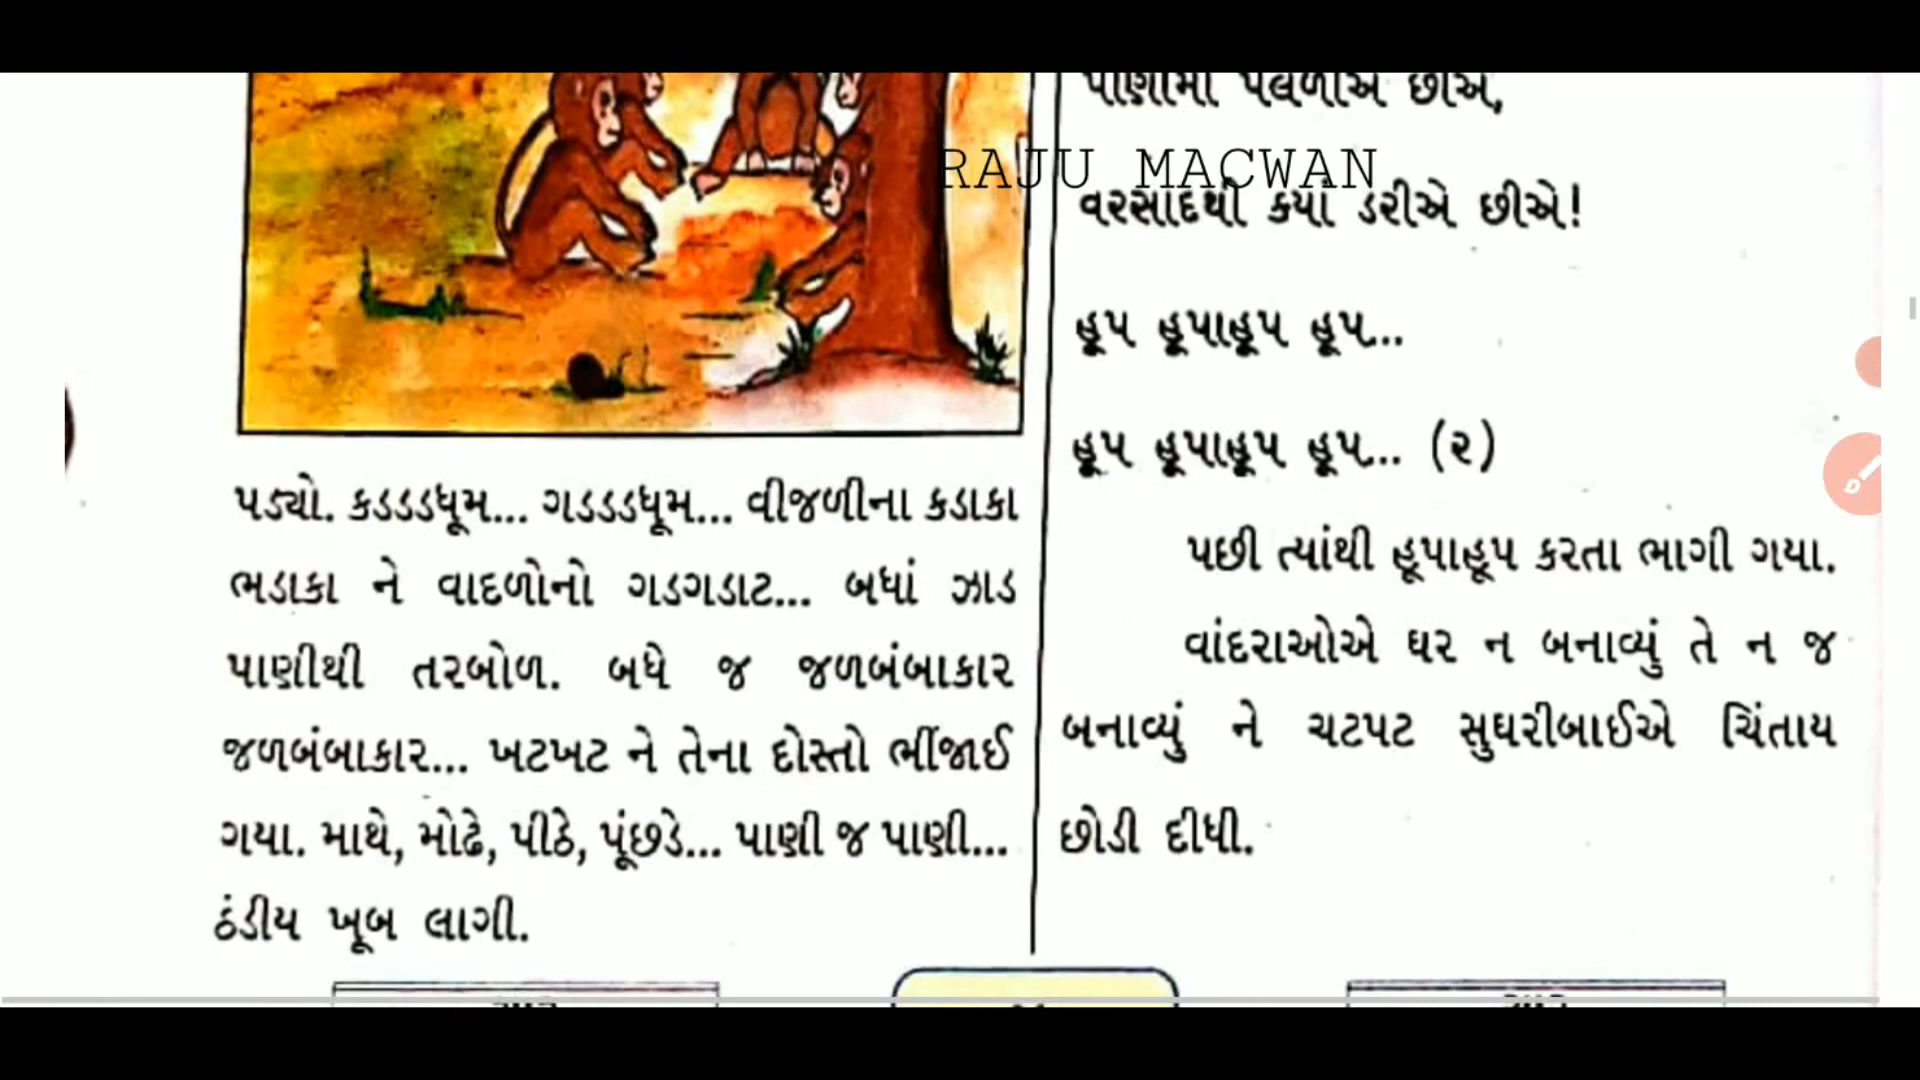 પડ્યો. કડડડધૂમ... ગડડડધૂમ... વીજળીના કડાકા
ભડાકા ને વાદળોનો ગડગડાટ... બધાં ઝાડ
પાણીથી તરબોળ. બધે જ જળબંબાકાર
જળબંબાકાર... ખટખટ ને તેના દોસ્તો ભીંજાઈ
ગયા. માથે, મોઢે, પીઠે, પૂંછડે... પાણી જ પાણી...
ઠંડીય ખૂબ લાગી.
પાણીમાં પલળીએ છીએ,
RAJU MACWAN
વરસાદથી ક્યાં ડરીએ છીએ!
હૂપ હૂપાહૂપ હૂપ...
હૂપ હૂપાહૂપ હૂપ... (૨)
પછી ત્યાંથી હૂપાહૂપ કરતા ભાગી ગયા.
વાંદરાઓએ ઘર ન બનાવ્યું તે ન જ
બનાવ્યું ને ચટપટ સુઘરીબાઈએ ચિંતાય
છોડી દીધી.